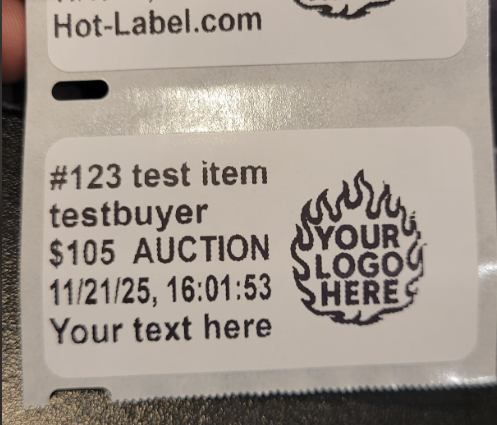 Hot-Label.com
#123 test item
testbuyer
$105 AUCTION
11/21/25, 16:01:53
Your text here
YOUR
LOGO
HERE